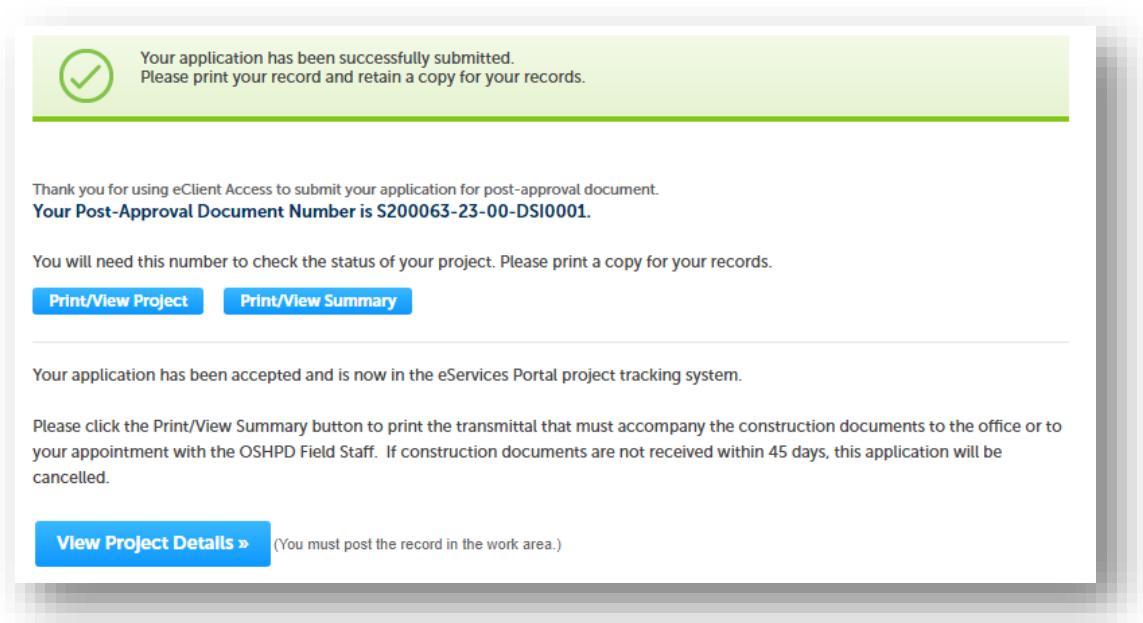 Your application has been successfully submitted.
Please print your record and retain a copy for your records.
Thank you for using eClient Access to submit your application for post-approval document.
Your Post-Approval Document Number is S200063-23-00-DSI0001.
You will need this number to check the status of your project. Please print a copy for your records.
Print/View Project Print/View Summary
Your application has been accepted and is now in the eServices Portal project tracking system.
Please click the Print/View Summary button to print the transmittal that must accompany the construction documents to the office or to
your appointment with the OSHPD Field Staff. If construction documents are not received within 45 days, this application will be
cancelled.
View Project Details » (You must post the record in the work area.)